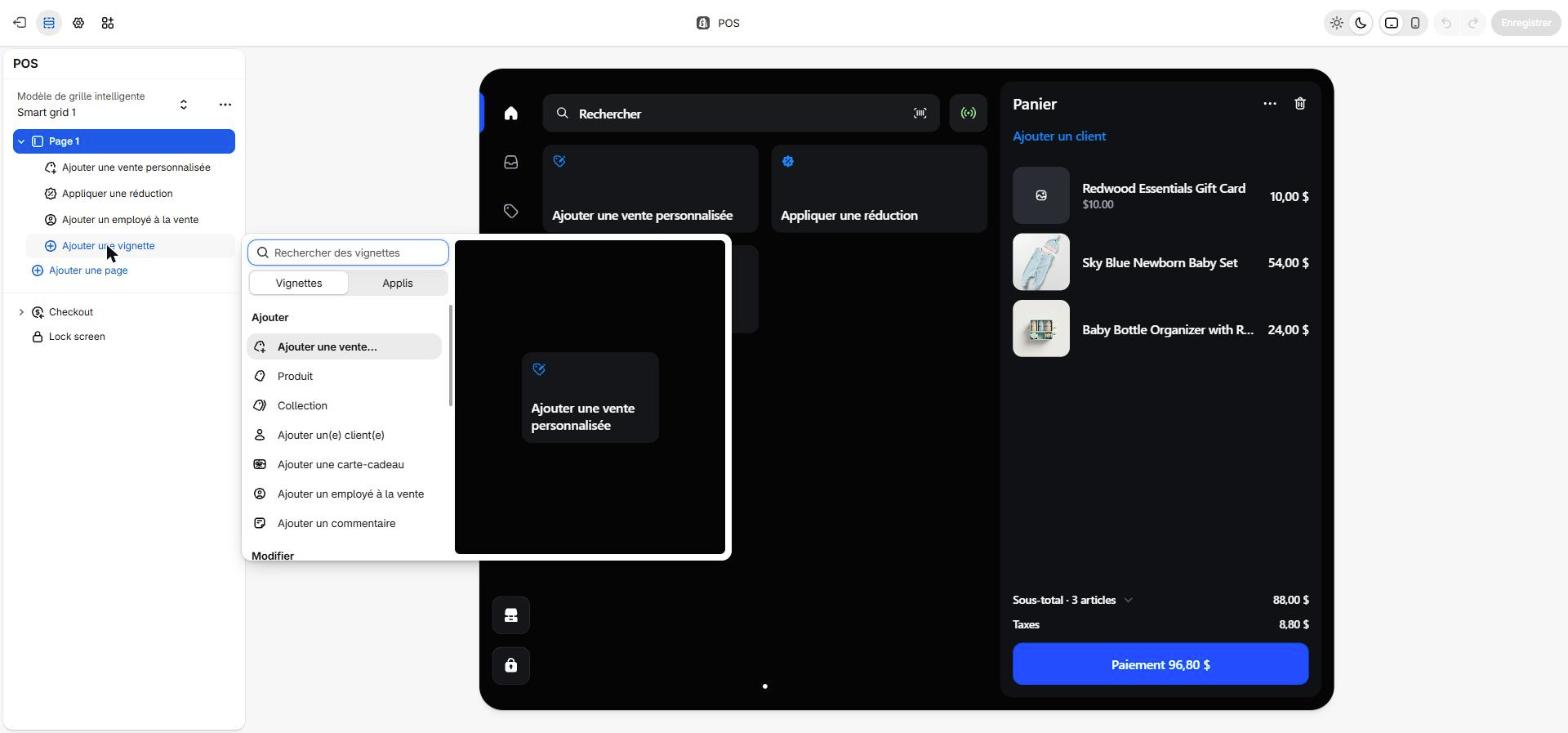 POS
Enregistrer
POS
Modèle de grille intelligente
Smart grid 1
Page 1
Ajouter une vente personnalisée
Appliquer une réduction
Ajouter un employé à la vente
Ajouter une vignette
Ajouter une page
Checkout
Lock screen
Rechercher des vignettes
Vignettes
Applis
Ajouter
Ajouter une vente...
Produit
Collection
Ajouter un(e) client(e)
Ajouter une carte-cadeau
Ajouter un employé à la vente
Ajouter un commentaire
Modifier
Ajouter une vente
personnalisée
Rechercher
Ajouter une vente personnalisée
Appliquer une réduction
Panier
Ajouter un client
Redwood Essentials Gift Card
10,00 $
$10.00
Sky Blue Newborn Baby Set
54,00 $
Baby Bottle Organizer with R...
24,00 $
Sous-total · 3 articles
88,00 $
Taxes
8,80 $
Paiement 96,80 $